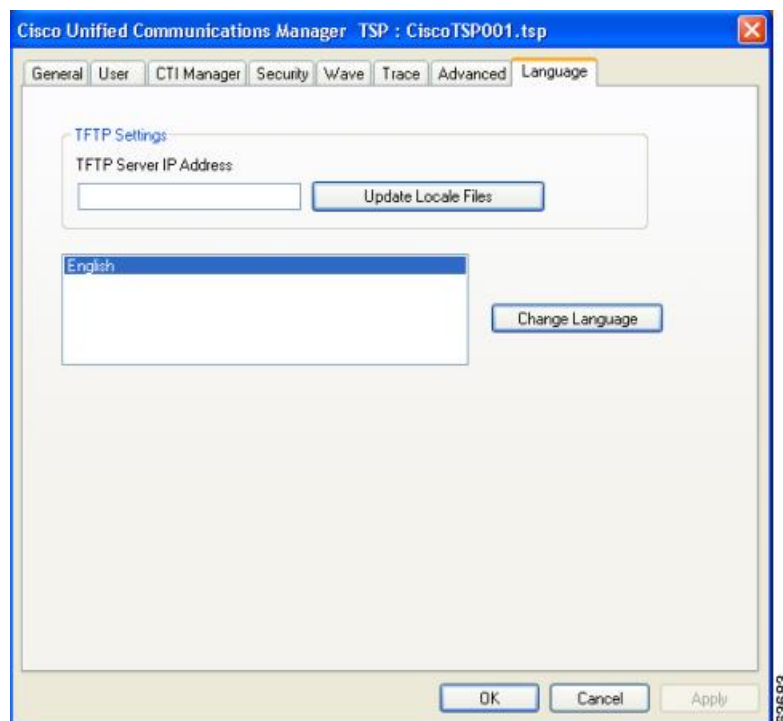 Cisco Unified Communications Manager TSP : CiscoTSP001.tsp
General User CTI Manager Security Wave Trace Advanced Language
TFTP Settings
TFTP Server IP Address
Update Locale Files
English
Change Language
OK Cancel Apply